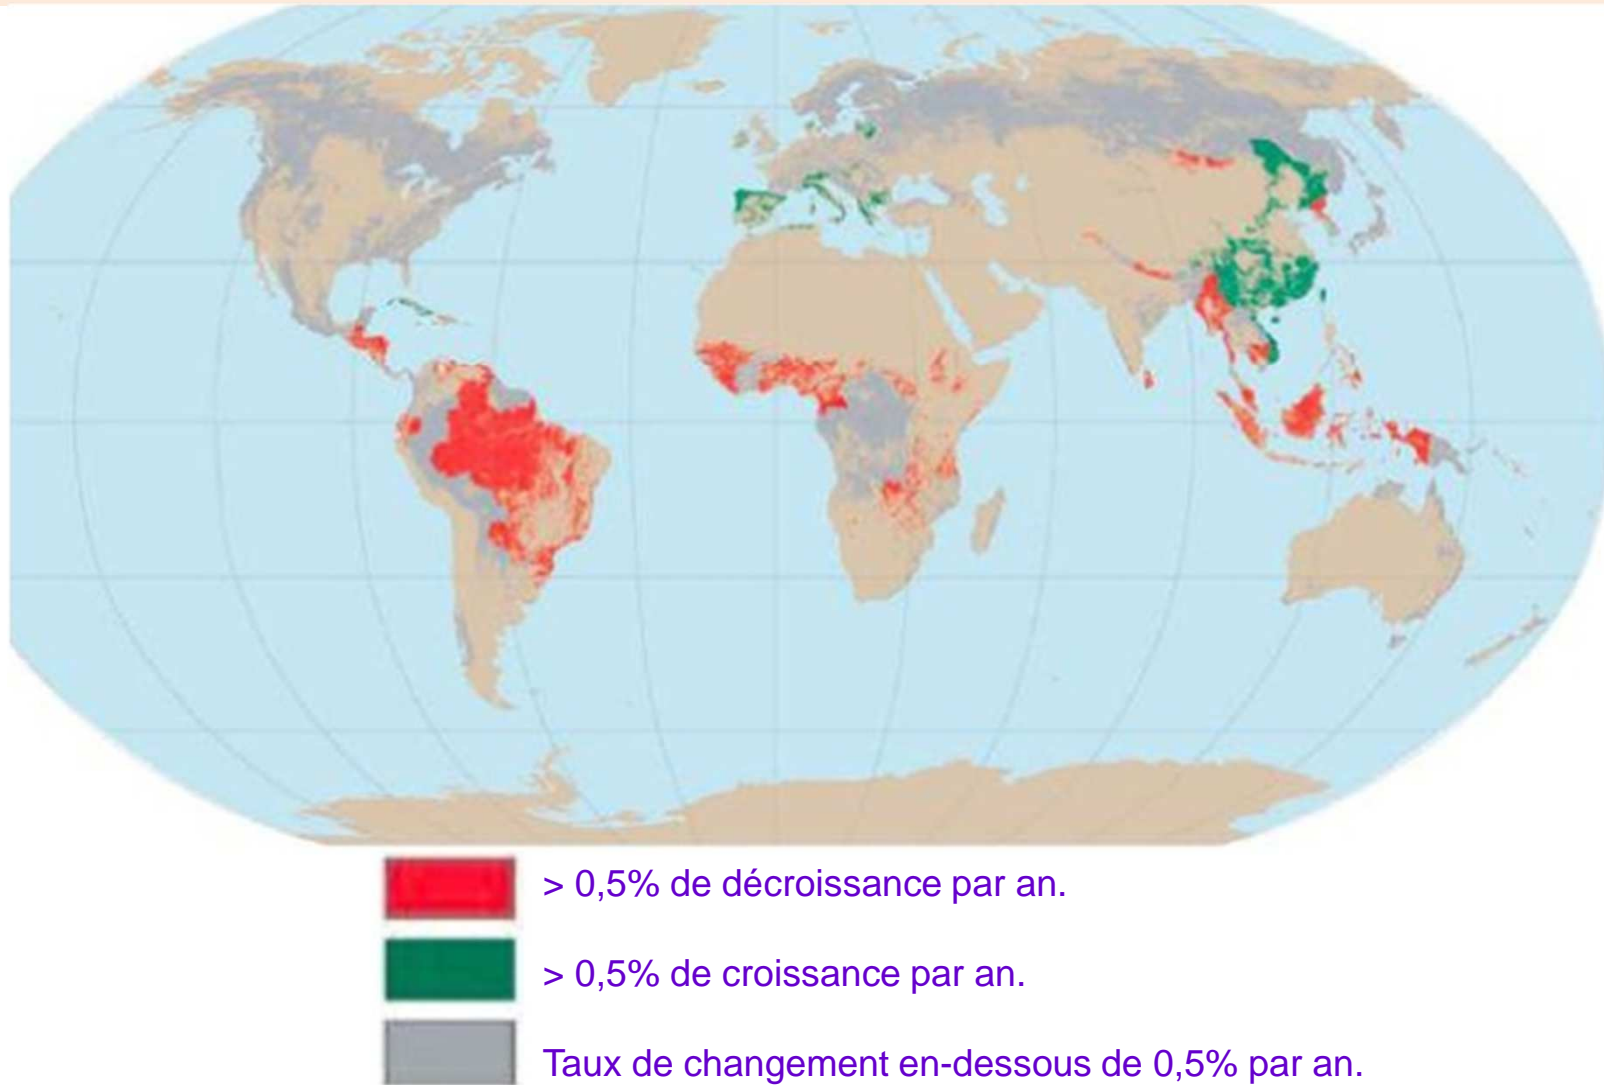 > 0,5% de décroissance par an.
> 0,5% de croissance par an.
Taux de changement en-dessous de 0,5% par an.